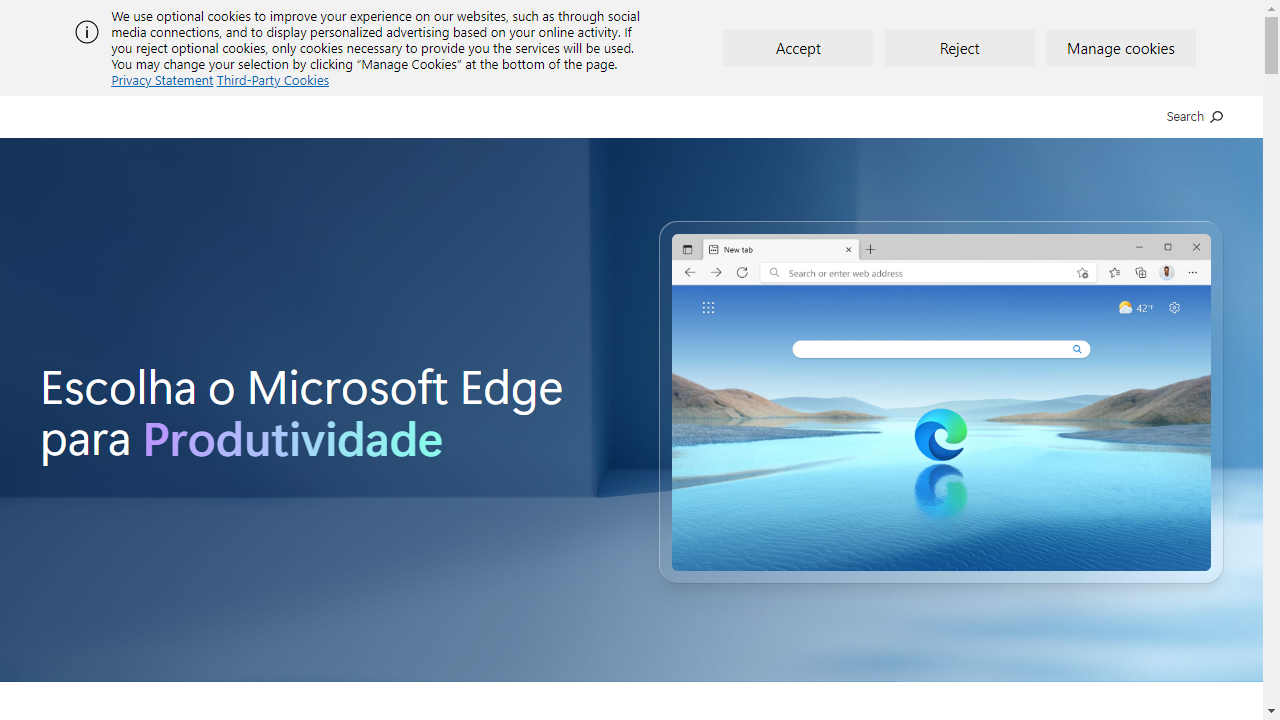 We use optional cookies to improve your experience on our websites, such as through social
media connections, and to display personalized advertising based on your online activity. If
you reject optional cookies, only cookies necessary to provide you the services will be used.
You may change your selection by clicking “Manage Cookies” at the bottom of the page.
Privacy Statement Third-Party Cookies
Accept
Reject
Manage cookies
Search
New tab
Search or enter web address
42°F
Escolha o Microsoft Edge
para Produtividade